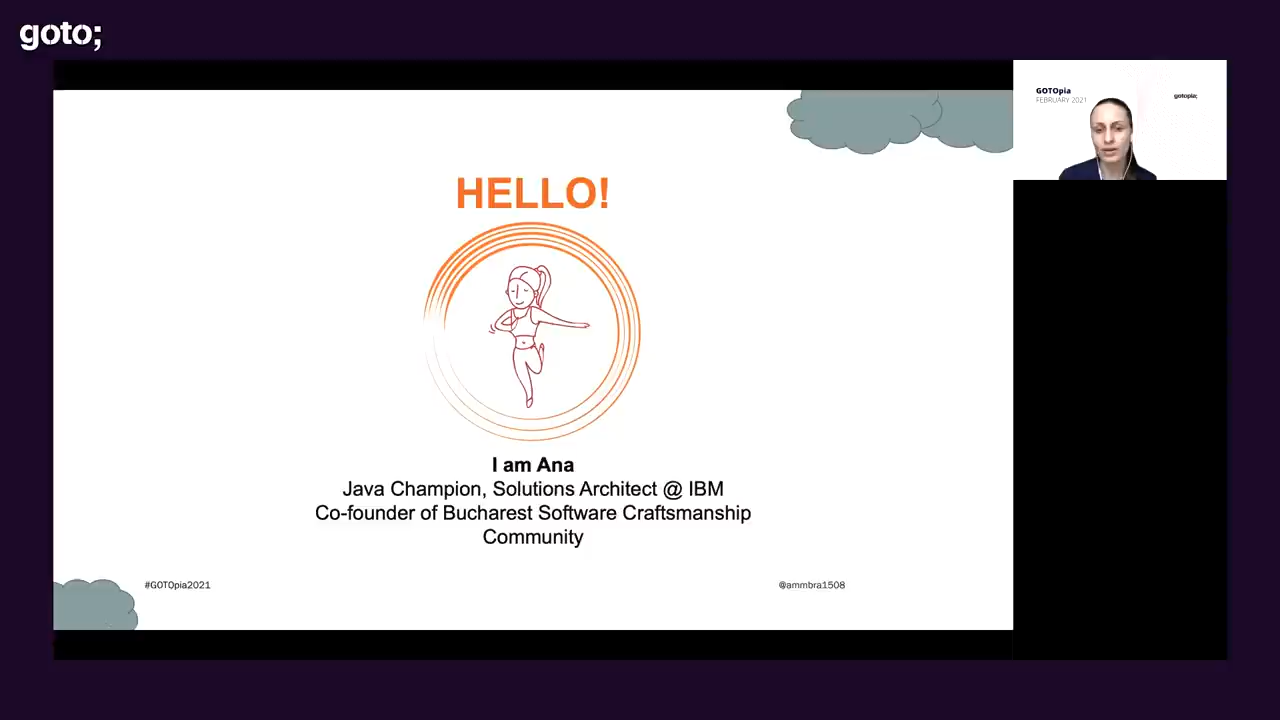 goto;
GOTOpia
FEBRUARY 2021
gotopia;
HELLO!
I am Ana
Java Champion, Solutions Architect @ IBM
Co-founder of Bucharest Software Craftsmanship
Community
#GOTOpia2021
@ammbra1508